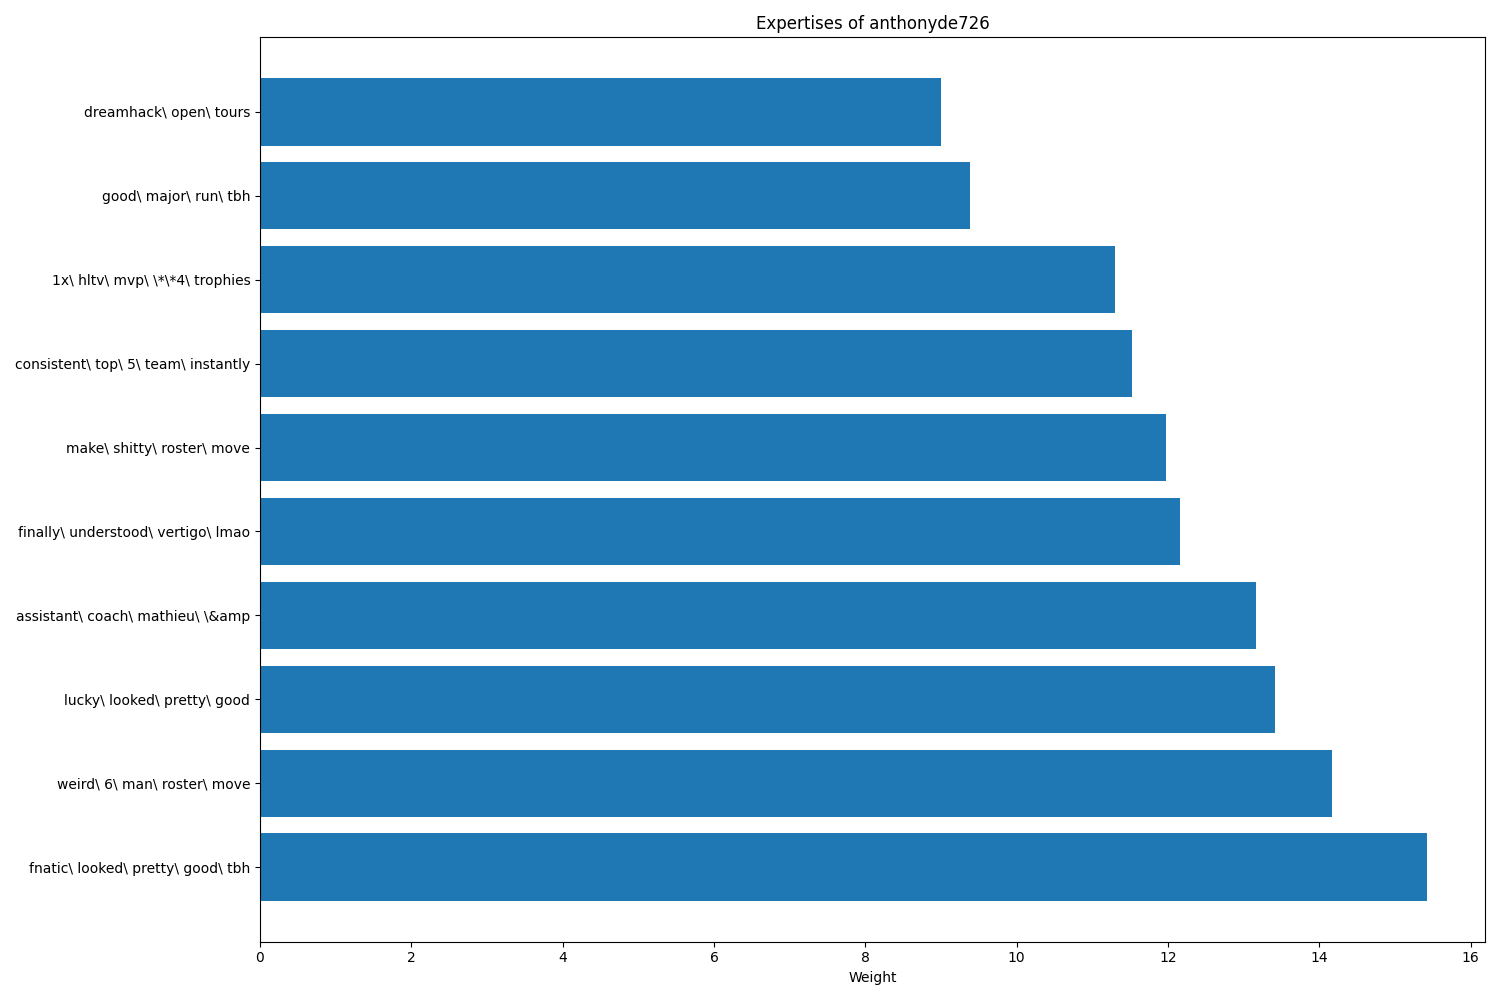 Expertises of anthonyde726
dreamhack\ open\ tours
good\ major\ run\ tbh
1x\ hltv\ mvp\ \*\*4\ trophies
consistent\ top\ 5\ team\ instantly
make\ shitty\ roster\ move
finally\ understood\ vertigo\ lmao
assistant\ coach\ mathieu\ \&amp
lucky\ looked\ pretty\ good
weird\ 6\ man\ roster\ move
fnatic\ looked\ pretty\ good\ tbh
0 2 4 6 8 10 12 14 16
Weight